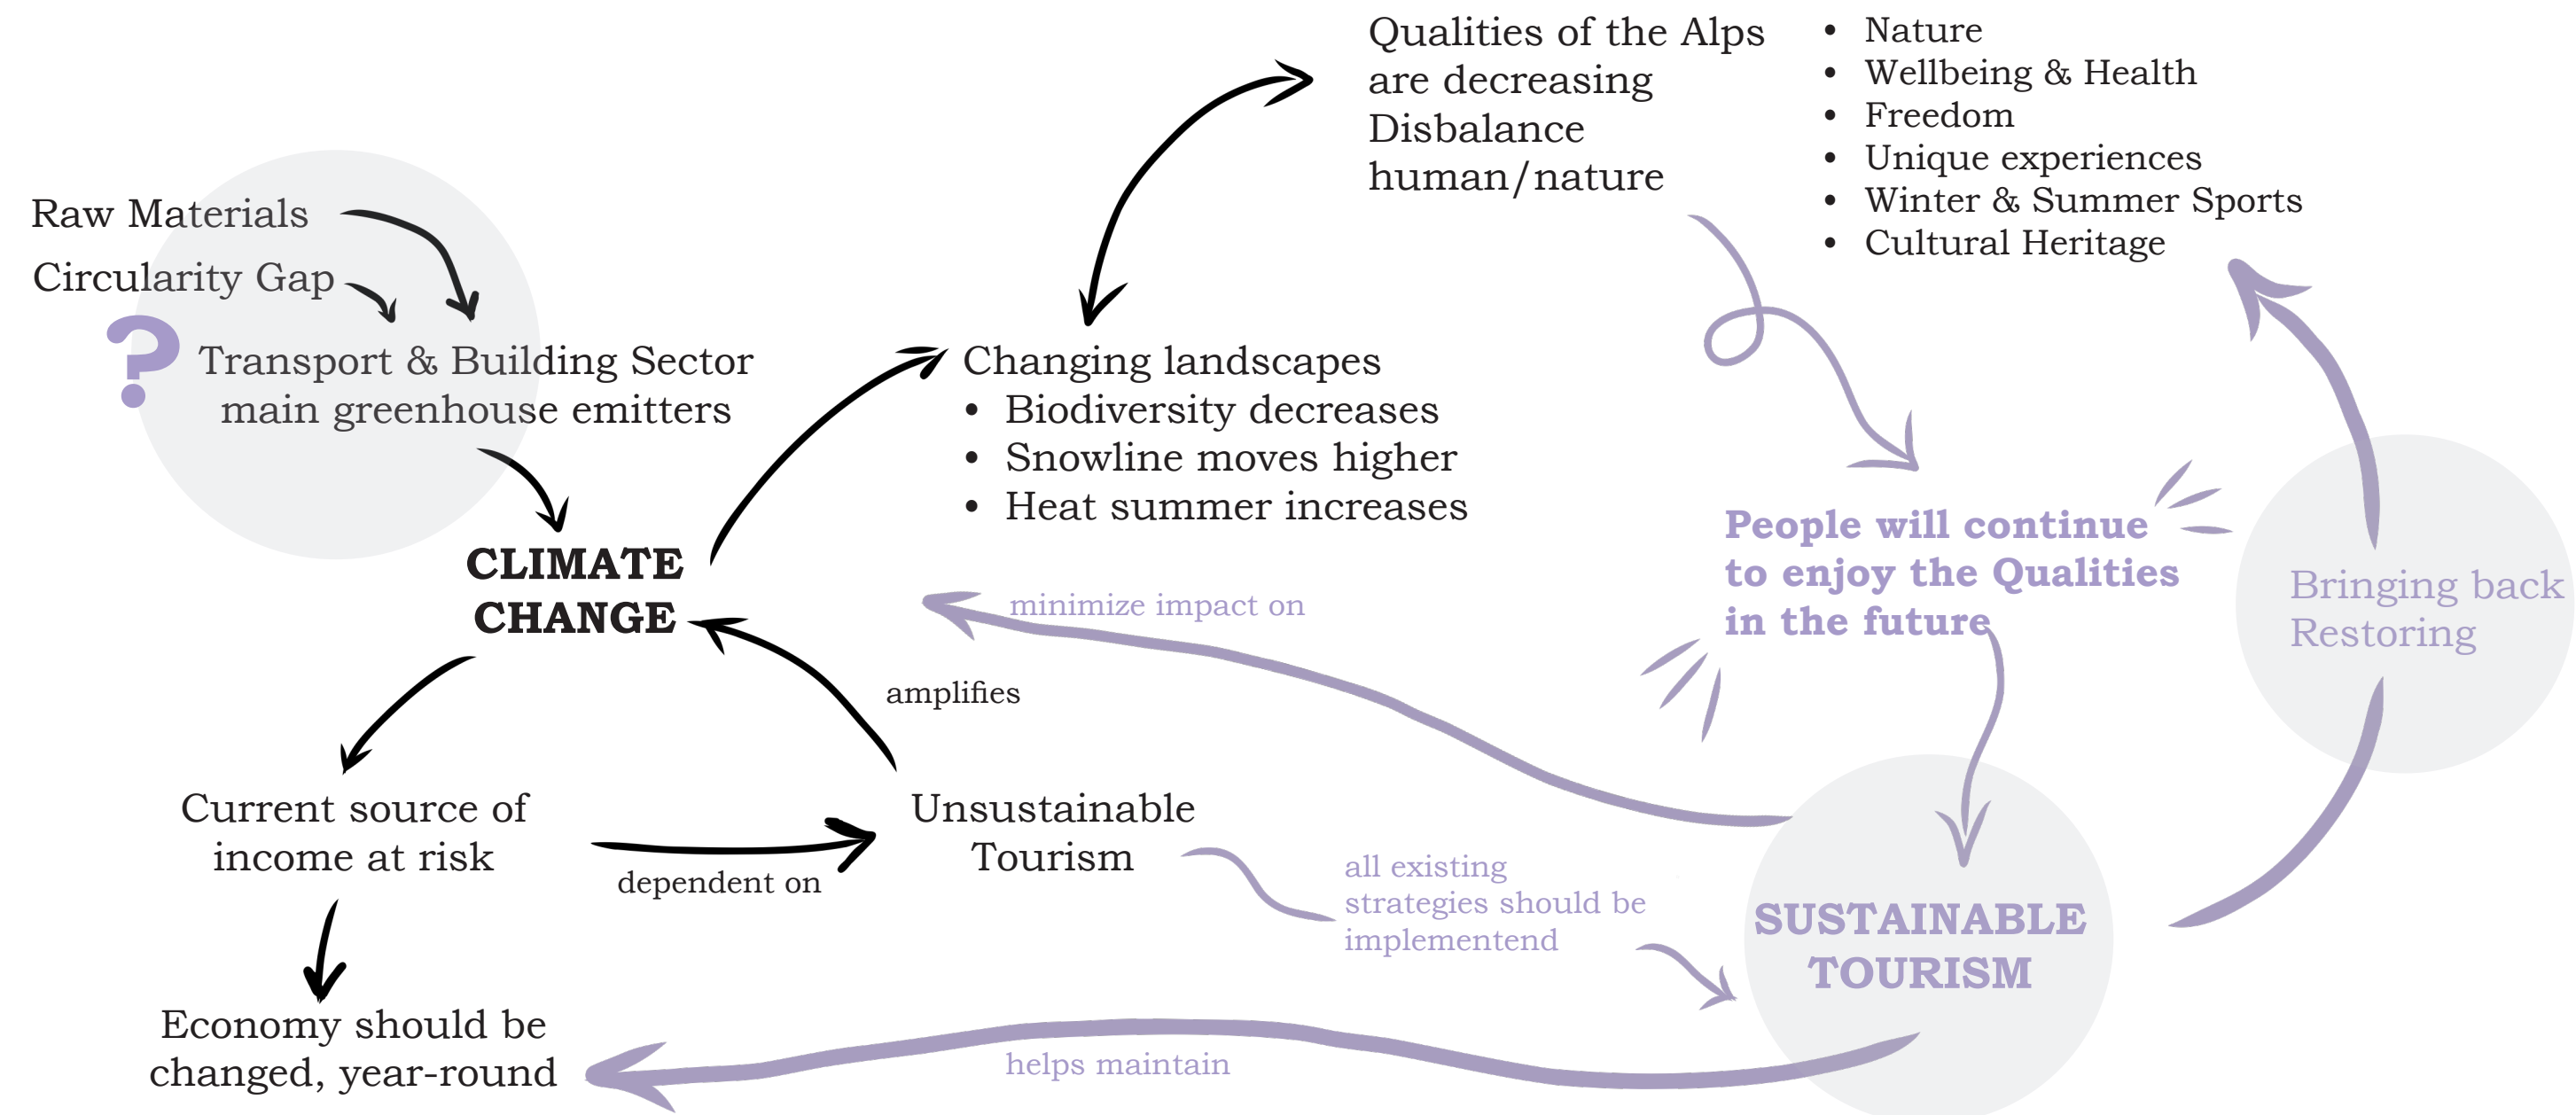 Qualities of the Alps
are decreasing
Disbalance
human/nature
• Nature
• Wellbeing & Health
• Freedom
• Unique experiences
• Winter & Summer Sports
• Cultural Heritage
Raw Materials
Circularity Gap
?
Transport & Building Sector
main greenhouse emitters
Changing landscapes
• Biodiversity decreases
• Snowline moves higher
• Heat summer increases
CLIMATE
CHANGE
minimize impact on
People will continue
to enjoy the Qualities
in the future
Bringing back
Restoring
amplifies
Current source of
income at risk
dependent on
Unsustainable
Tourism
all existing
strategies should be
implementend
SUSTAINABLE
TOURISM
Economy should be
changed, year-round
helps maintain